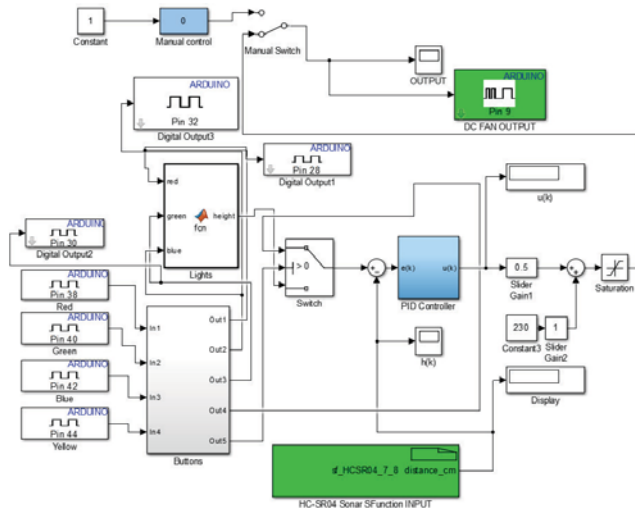 1
Constant
0
Manual control
Manual Switch
OUTPUT
ARDUINO
Pin 9
DC FAN OUTPUT
ARDUINO
Pin 32
Digital Output3
ARDUINO
Pin 28
Digital Output1
red
green
blue
fcn
height
Lights
ARDUINO
Pin 30
Digital Output2
ARDUINO
Pin 38
Red
ARDUINO
Pin 40
Green
ARDUINO
Pin 42
Blue
ARDUINO
Pin 44
Yellow
In1
In2
In3
In4
Out1
Out2
Out3
Out4
Out5
Buttons
> 0
Switch
e(k)
u(k)
PID Controller
h(k)
u(k)
0.5
Slider
Gain1
230
Constant3
1
Slider
Gain2
Saturation
Display
sf_HCSR04_7_8 distance_cm
HC-SR04 Sonar SFunction INPUT